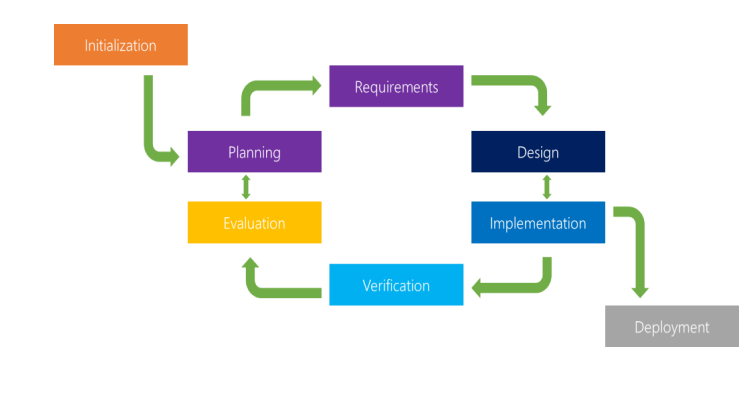 Initialization
Requirements
Planning
Design
Evaluation
Implementation
Verification
Deployment